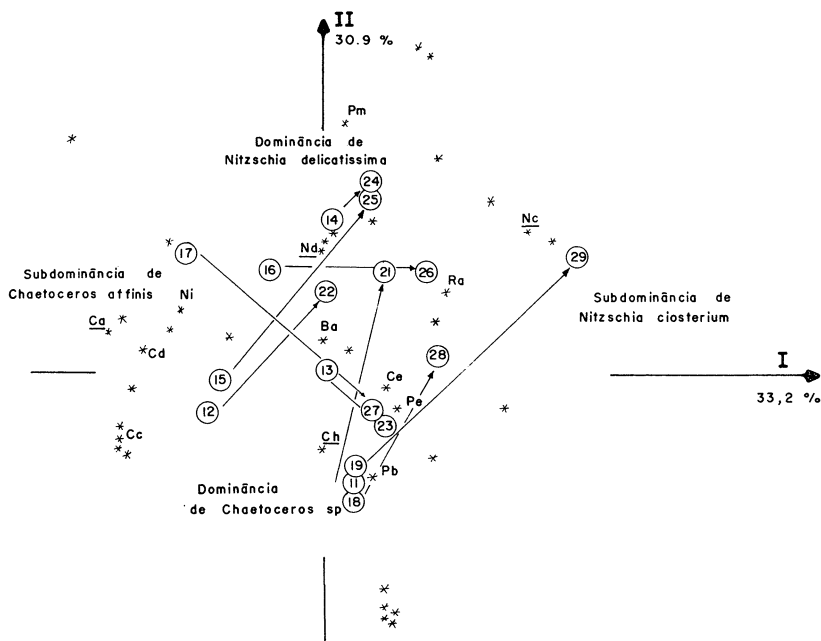 II
30.9 %
Pm
Dominância de
Nitzschia delicatissima
24
25
14
Nc
Nd
17
16
21
26
29
Subdominância de
Chaetoceros affinis
Ni
22
Ra
Subdominância de
Nitzschia ciosterium
Ca
Ba
Cd
28
I
13
15
Ce
33,2 %
12
27
Pe
23
Cc
Ch
19
Pb
11
18
Dominância
de Chaetoceros sp